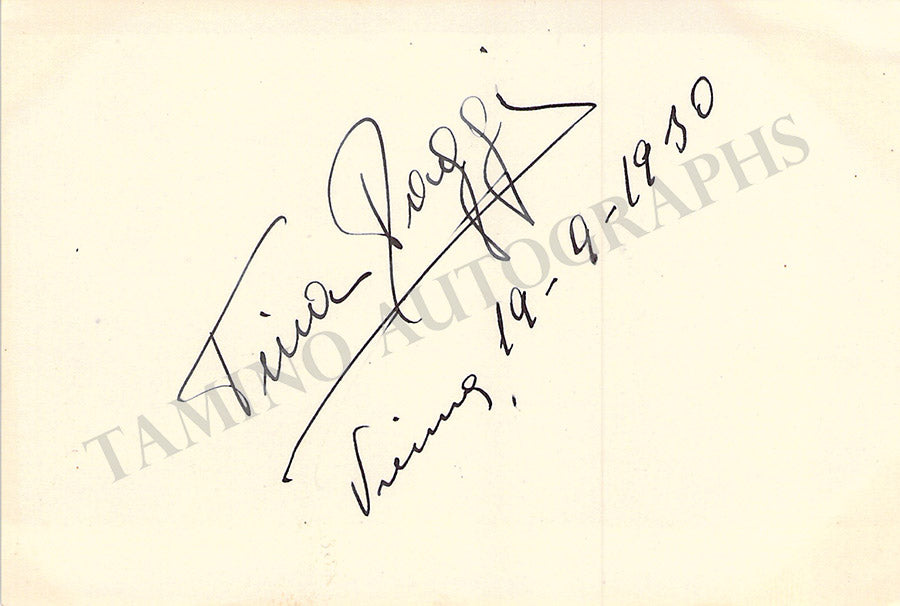 Tina Poggi
Vienna, 19-9-1930
TAMINO AUTOGRAPHS